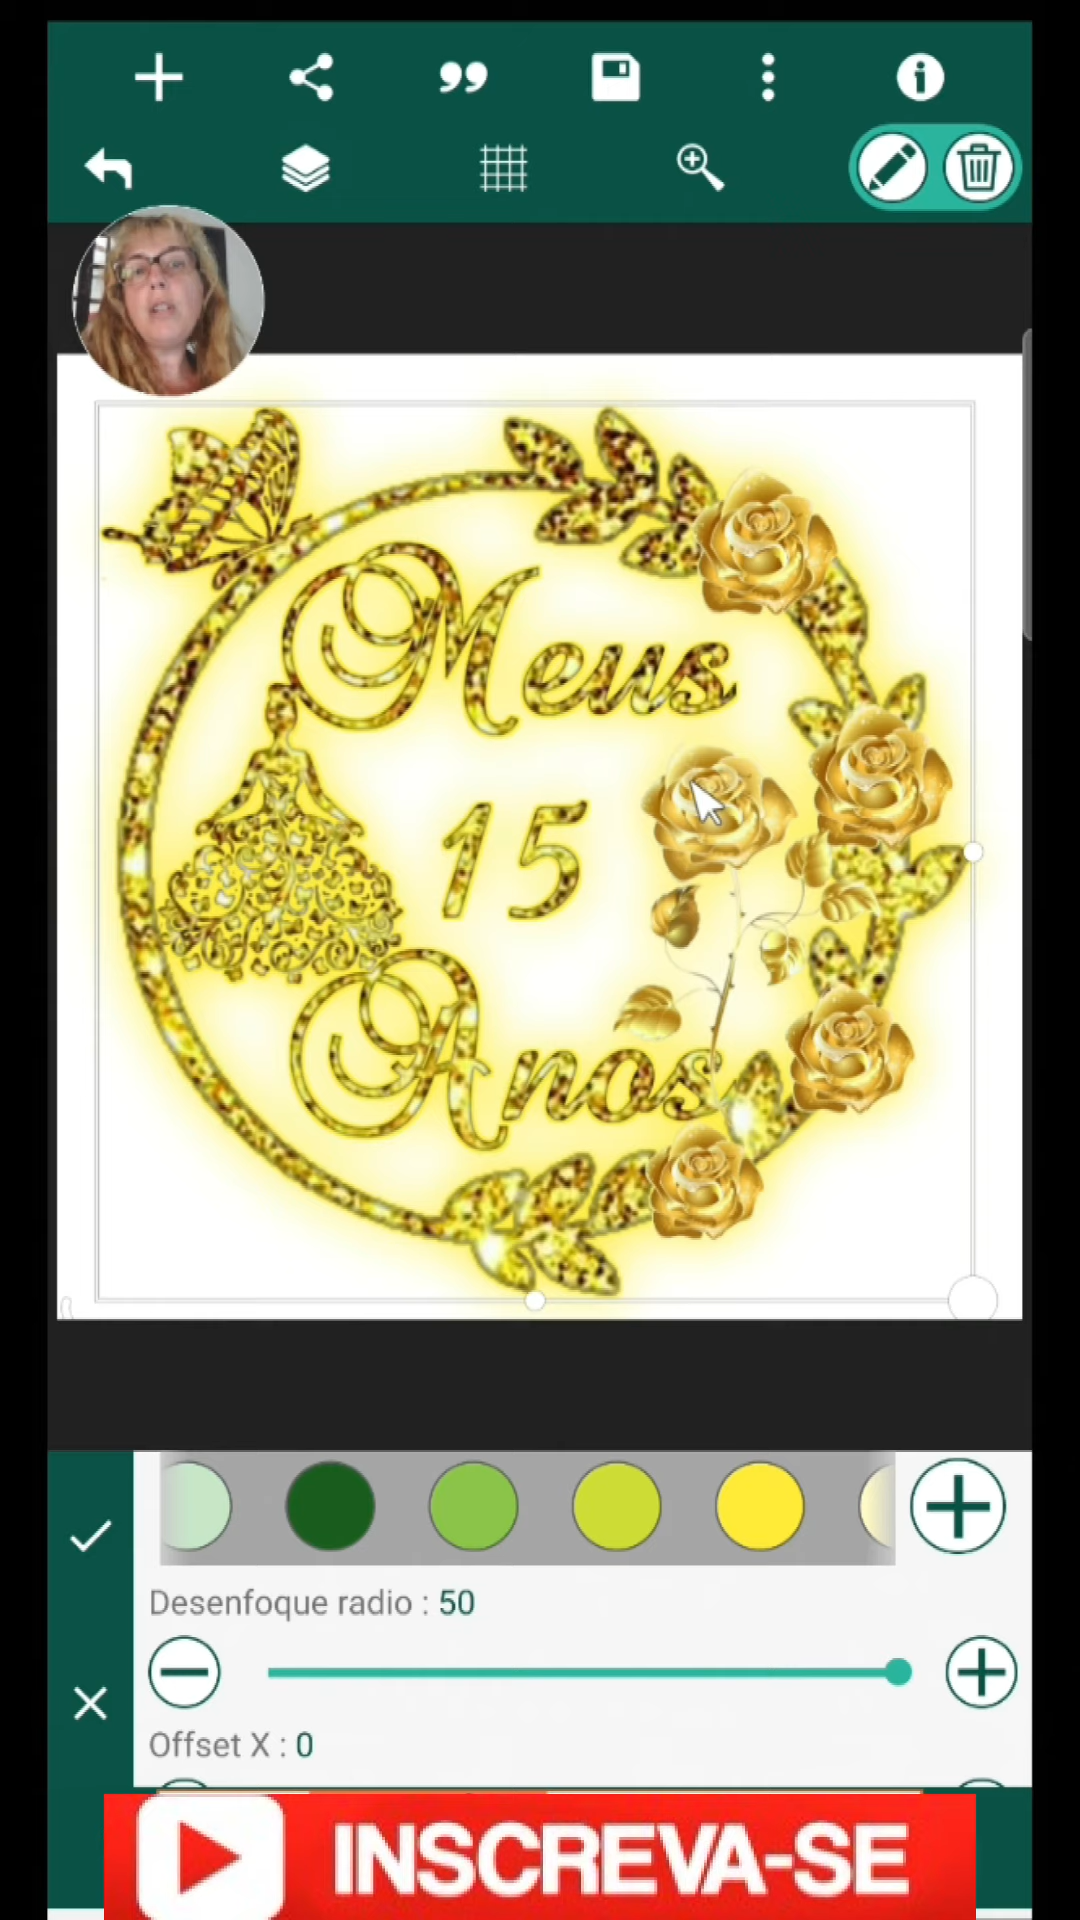 Meus
15
Anos
Desenfoque radio : 50
Offset X : 0
INSCREVA-SE